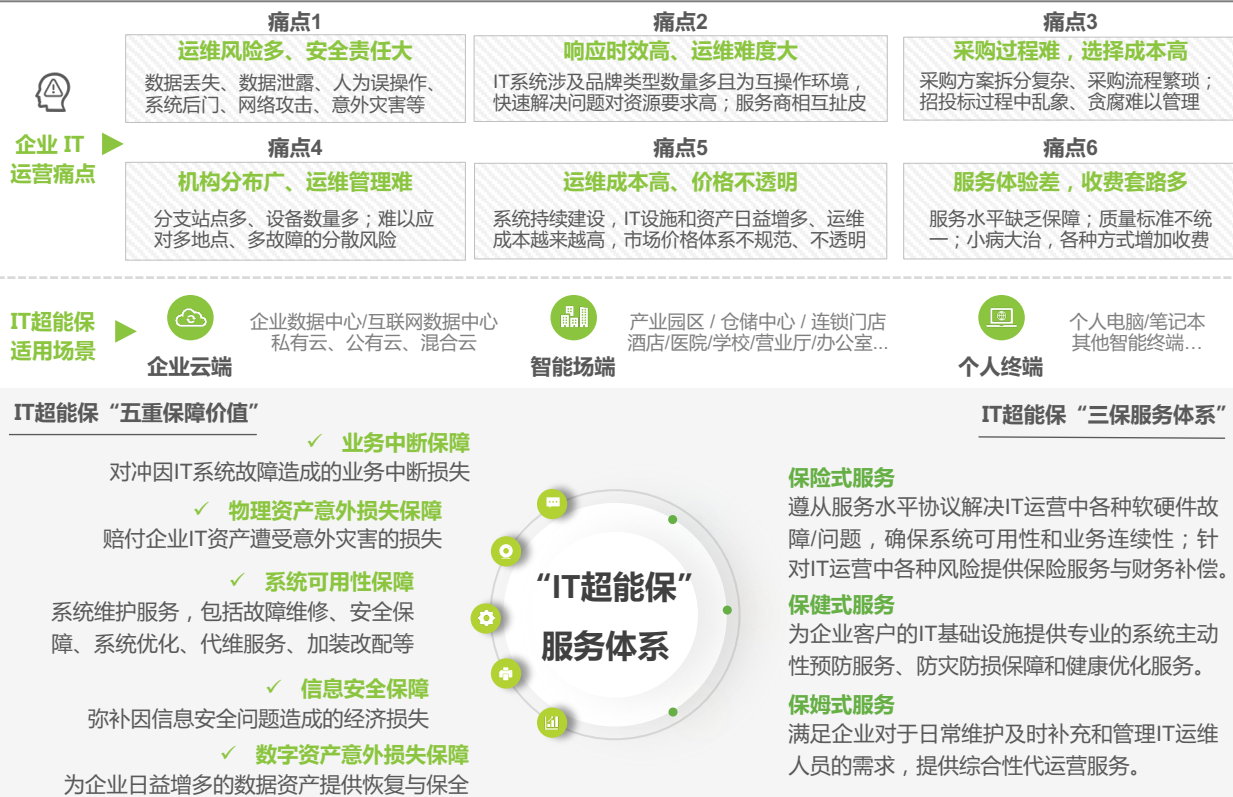 痛点1
运维风险多、安全责任大
数据丢失、数据泄露、人为误操作、
系统后门、网络攻击、意外灾害等
痛点2
响应时效高、运维难度大
IT系统涉及品牌类型数量多且为互操作环境，
快速解决问题对资源要求高；服务商相互扯皮
痛点3
采购过程难，选择成本高
采购方案拆分复杂、采购流程繁琐；
招投标过程中乱象、贪腐难以管理
企业 IT
运营痛点
痛点4
机构分布广、运维管理难
分支站点多、设备数量多；难以应
对多地点、多故障的分散风险
痛点5
运维成本高、价格不透明
系统持续建设，IT设施和资产日益增多、运维
成本越来越高，市场价格体系不规范、不透明
痛点6
服务体验差，收费套路多
服务水平缺乏保障；质量标准不统
一；小病大治，各种方式增加收费
IT超能保
适用场景
企业云端
企业数据中心/互联网数据中心
私有云、公有云、混合云
智能场端
产业园区 / 仓储中心 / 连锁门店
酒店/医院/学校/营业厅/办公室...
个人终端
个人电脑/笔记本
其他智能终端...
IT超能保“五重保障价值”
✓ 业务中断保障
对冲因IT系统故障造成的业务中断损失
✓ 物理资产意外损失保障
赔付企业IT资产遭受意外灾害的损失
✓ 系统可用性保障
系统维护服务，包括故障维修、安全保
障、系统优化、代维服务、加装改配等
✓ 信息安全保障
弥补因信息安全问题造成的经济损失
✓ 数字资产意外损失保障
为企业日益增多的数据资产提供恢复与保全
“IT超能保”
服务体系
IT超能保“三保服务体系”
保险式服务
遵从服务水平协议解决IT运营中各种软硬件故
障/问题，确保系统可用性和业务连续性；针
对IT运营中各种风险提供保险服务与财务补偿。
保健式服务
为企业客户的IT基础设施提供专业的系统主动
性预防服务、防灾防损保障和健康优化服务。
保姆式服务
满足企业对于日常维护及时补充和管理IT运维
人员的需求，提供综合性代运营服务。